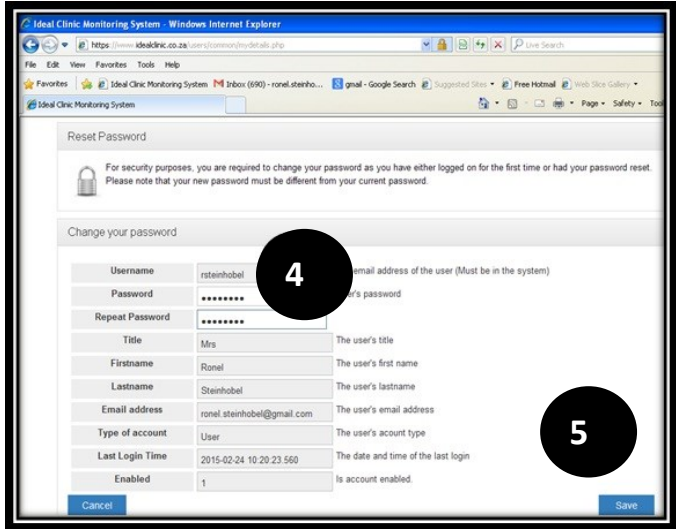 Ideal Clinic Monitoring System - Windows Internet Explorer
https://www.idealclinic.co.za/users/common/mydetails.php
Live Search
File Edit View Favorites Tools Help
Favorites Ideal Clinic Monitoring System Inbox (690) - ronel.steinho... gmail - Google Search Suggested Sites Free Hotmail Web Slice Gallery
Ideal Clinic Monitoring System Page Safety Tool
Reset Password
For security purposes, you are required to change your password as you have either logged on for the first time or had your password reset.
Please note that your new password must be different from your current password.
Change your password
4
Username rsteinhobel email address of the user (Must be in the system)
Password •••••••• password
Repeat Password ••••••••
Title Mrs The user's title
Firstname Ronel The user's first name
Lastname Steinhobel The user's lastname
Email address ronel.steinhobel@gmail.com The user's email address
Type of account User The user's acount type
5
Last Login Time 2015-02-24 10:20:23.560 The date and time of the last login
Enabled 1 Is account enabled.
Cancel Save